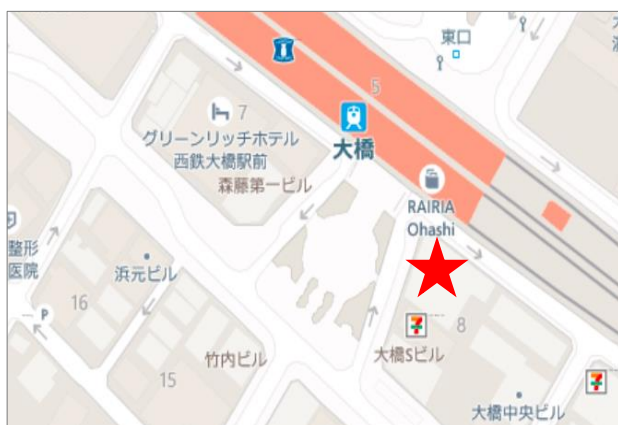 東口
5
7
グリーンリッチホテル
西鉄大橋駅前
大橋
森藤第一ビル
RAIRIA
Ohashi
整形
医院
浜元ビル
16
P
7
8
大橋Sビル
竹内ビル
15
7
大橋中央ビル